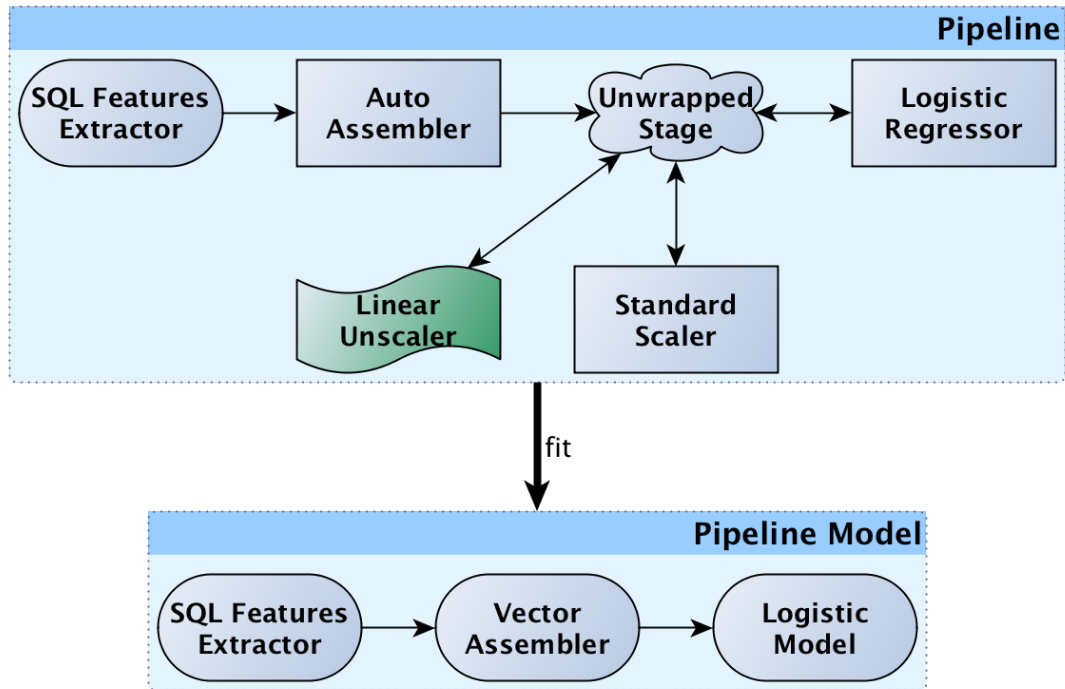 Pipeline
SQL Features
Extractor
Auto
Assembler
Unwrapped
Stage
Logistic
Regressor
Linear
Unscaler
Standard
Scaler
fit
Pipeline Model
SQL Features
Extractor
Vector
Assembler
Logistic
Model